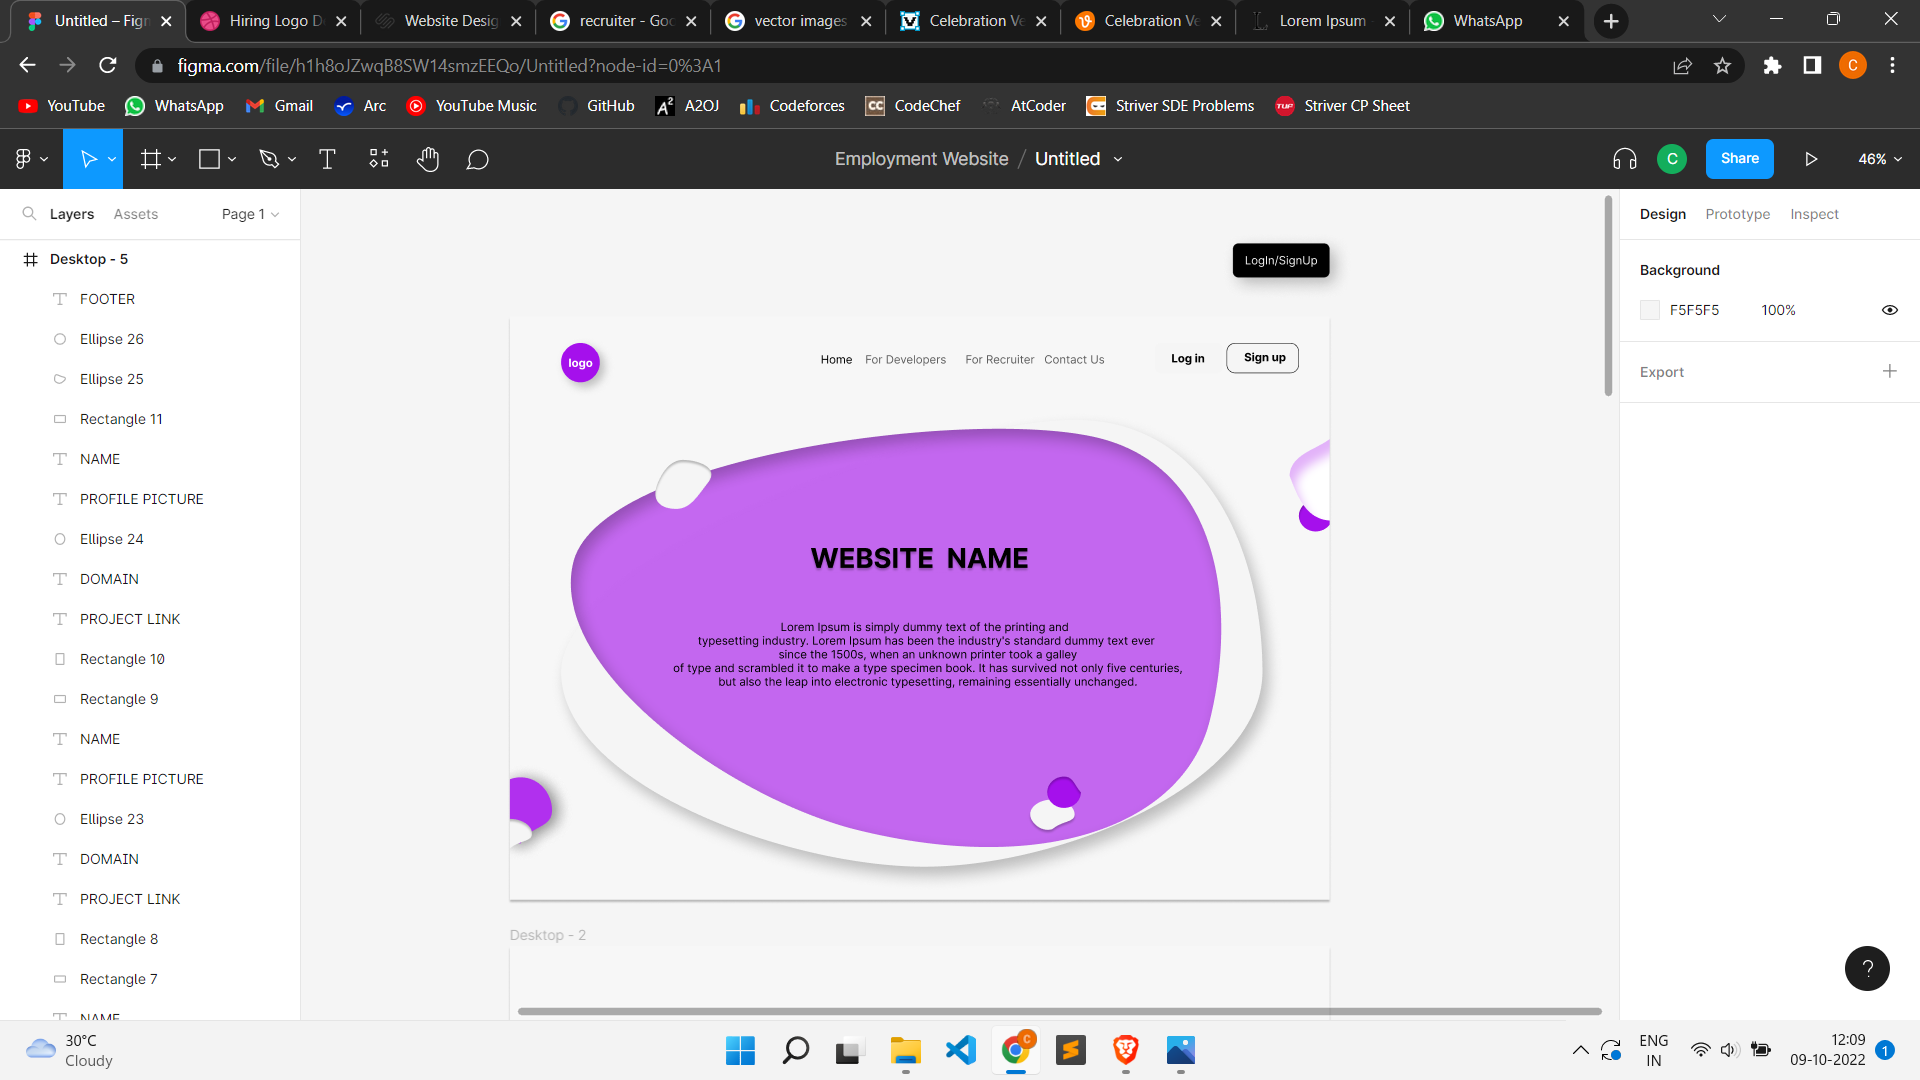 Untitled – Fig
Hiring Logo D
Website Desig
recruiter - Goo
vector images
Celebration Ve
Celebration Ve
Lorem Ipsum
WhatsApp
figma.com/file/h1h8oJZwqB8SW14smzEEQo/Untitled?node-id=0%3A1
C
YouTube
WhatsApp
Gmail
Arc
YouTube Music
GitHub
A2OJ
Codeforces
CodeChef
AtCoder
Striver SDE Problems
Striver CP Sheet
Employment Website / Untitled
C
Share
46%
Layers
Assets
Page 1
Desktop - 5
FOOTER
Ellipse 26
Ellipse 25
Rectangle 11
NAME
PROFILE PICTURE
Ellipse 24
DOMAIN
PROJECT LINK
Rectangle 10
Rectangle 9
NAME
PROFILE PICTURE
Ellipse 23
DOMAIN
PROJECT LINK
Rectangle 8
Rectangle 7
NAME
LogIn/SignUp
logo
Home
For Developers
For Recruiter
Contact Us
Log in
Sign up
WEBSITE NAME
Lorem Ipsum is simply dummy text of the printing and
typesetting industry. Lorem Ipsum has been the industry's standard dummy text ever
since the 1500s, when an unknown printer took a galley
of type and scrambled it to make a type specimen book. It has survived not only five centuries,
but also the leap into electronic typesetting, remaining essentially unchanged.
Desktop - 2
Design
Prototype
Inspect
Background
F5F5F5
100%
Export
?
30°C
Cloudy
C
ENG
IN
12:09
09-10-2022
1